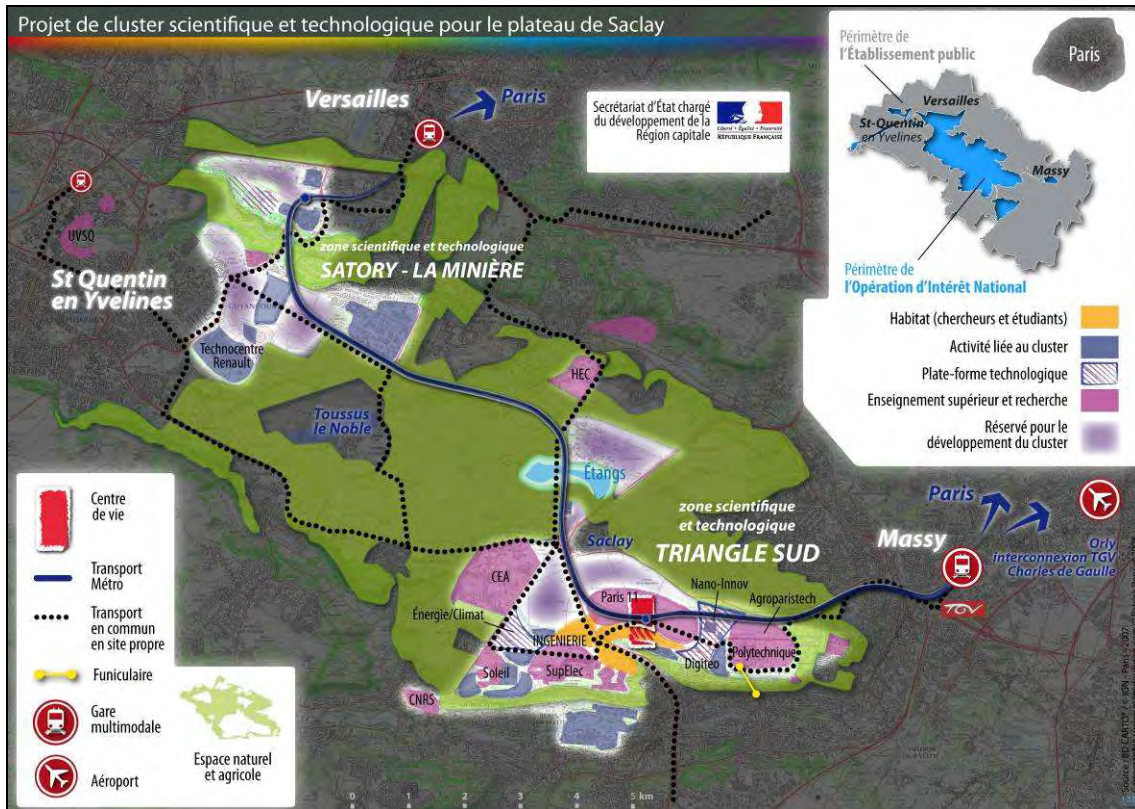 Projet de cluster scientifique et technologique pour le plateau de Saclay
Versailles
Paris
Secrétariat d'État chargé
du développement de la
Région capitale
Liberté • Égalité • Fraternité
RÉPUBLIQUE FRANÇAISE
Périmètre de
l'Établissement public
Paris
Versailles
St-Quentin
en Yvelines
Massy
Périmètre de
l'Opération d'Intérêt National
Habitat (chercheurs et étudiants)
Activité liée au cluster
Plate-forme technologique
Enseignement supérieur et recherche
Réservé pour le
développement du cluster
UVSQ
St Quentin
en Yvelines
zone scientifique et technologique
SATORY - LA MINIÈRE
GUYANCOURT
Technocentre
Renault
Toussus
le Noble
HEC
Étangs
zone scientifique
et technologique
TRIANGLE SUD
Saclay
Massy
Paris
Orly
interconnexion TGV
Charles de Gaulle
TGV
CEA
Énergie/Climat
INGENIERIE
Paris 11
Nano-Innov
Agroparistech
Polytechnique
Digiteo
Soleil
SupElec
CNRS
Centre
de vie
Transport
Métro
Transport
en commun
en site propre
Funiculaire
Gare
multimodale
Aéroport
Espace naturel
et agricole
0 1 2 3 4 5 km